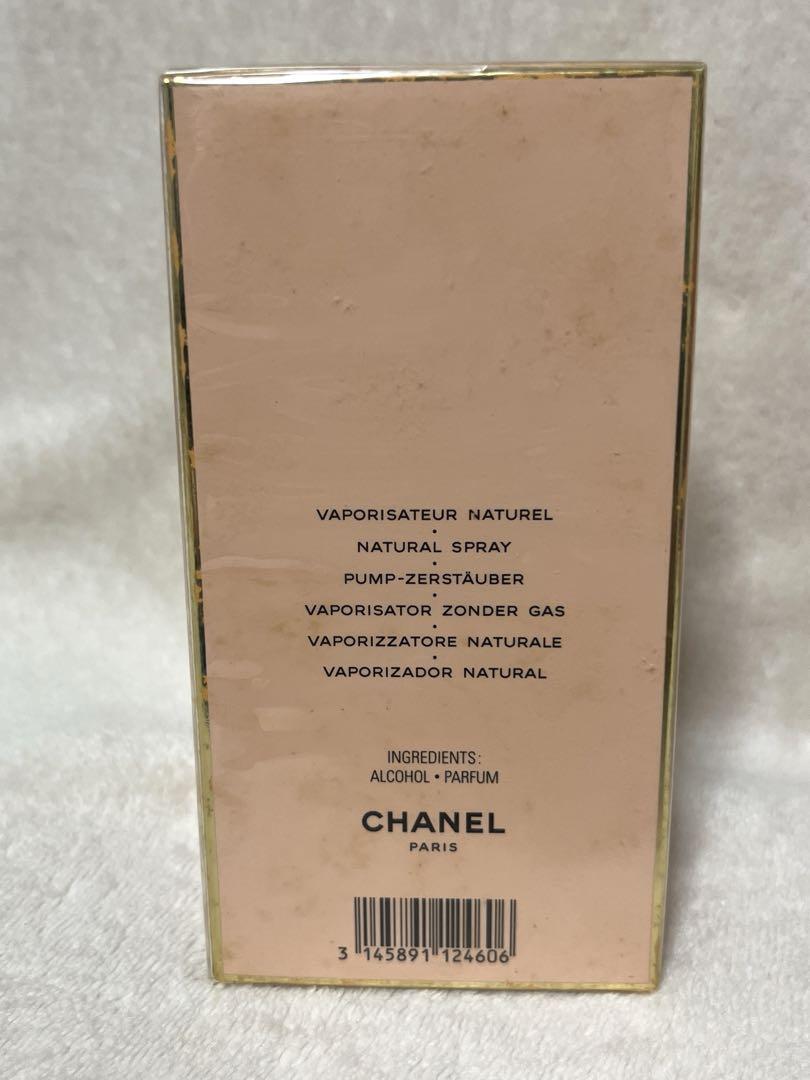 VAPORISATEUR NATUREL
•
NATURAL SPRAY
•
PUMP-ZERSTÄUBER
•
VAPORISATOR ZONDER GAS
•
VAPORIZZATORE NATURALE
•
VAPORIZADOR NATURAL
INGREDIENTS:
ALCOHOL • PARFUM
CHANEL
PARIS
3 145891 124606